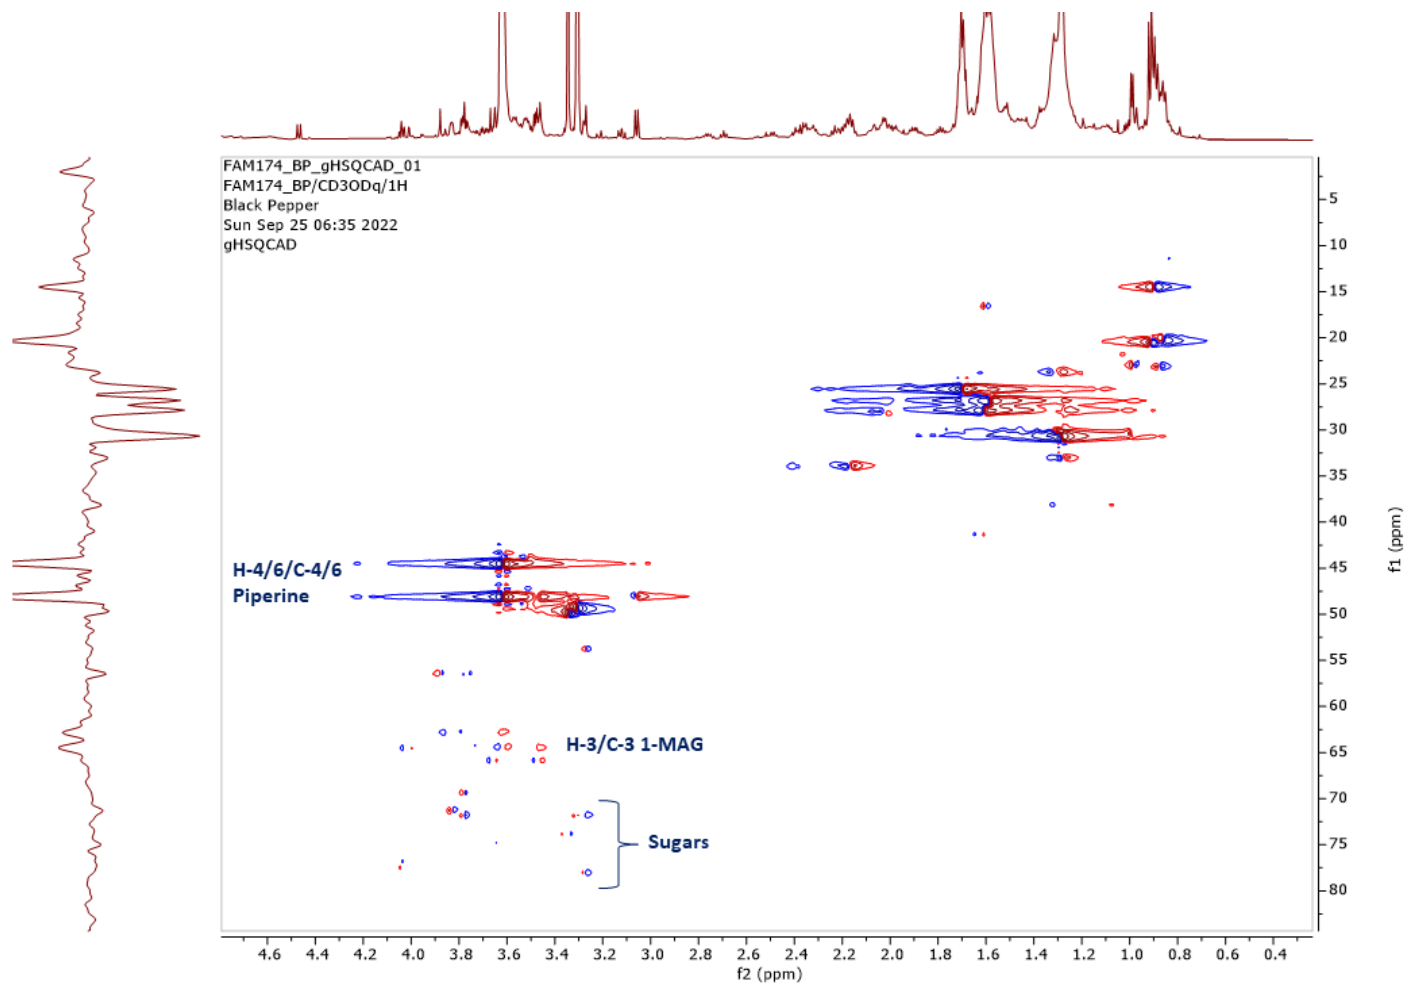 FAM174_BP_gHSQCAD_01
FAM174_BP/CD3ODq/1H
Black Pepper
Sun Sep 25 06:35 2022
gHSQCAD
5
10
15
20
25
30
35
40
45
50
55
60
65
70
75
80
f1 (ppm)
H-4/6/C-4/6
Piperine
H-3/C-3 1-MAG
Sugars
4.6 4.4 4.2 4.0 3.8 3.6 3.4 3.2 3.0 2.8 2.6 2.4 2.2 2.0 1.8 1.6 1.4 1.2 1.0 0.8 0.6 0.4
f2 (ppm)